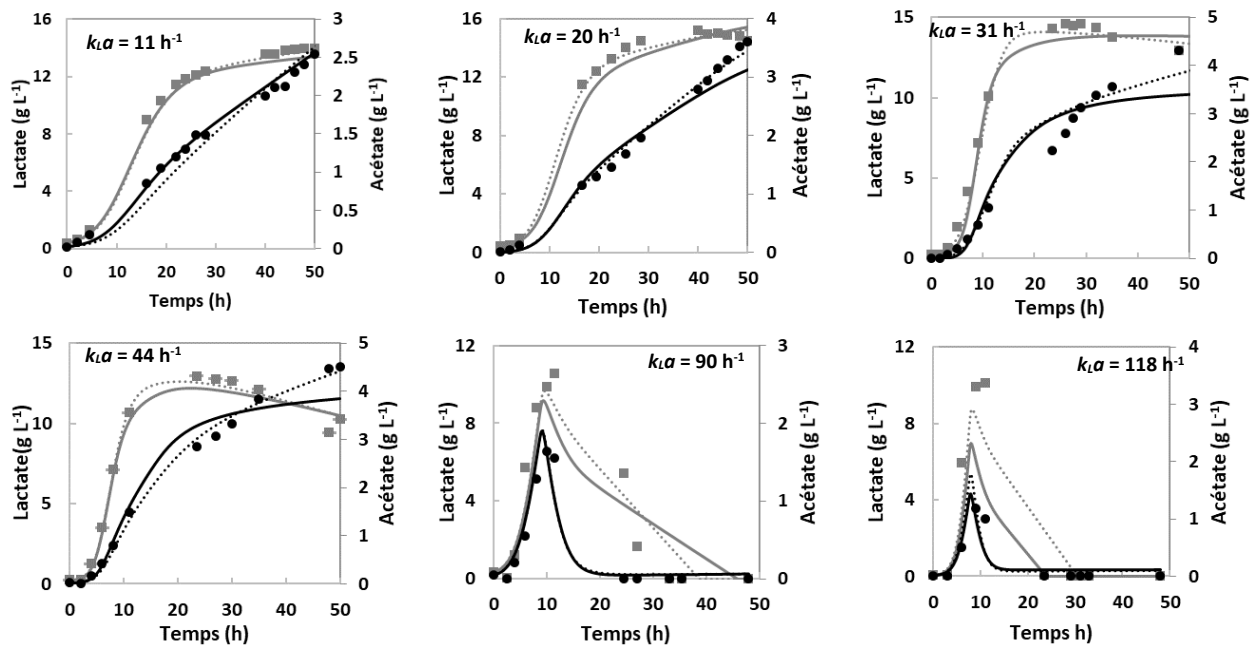 kLa = 11 h-1
16
12
8
4
0
3
2.5
2
1.5
1
0.5
0
0 10 20 30 40 50
Lactate (g L-1)
Acétate (g L-1)
Temps (h)
kLa = 20 h-1
16
12
8
4
0
4
3
2
1
0
0 10 20 30 40 50
Lactate (g L-1)
Acétate (g L-1)
Temps (h)
kLa = 31 h-1
15
10
5
0
5
4
3
2
1
0
0 10 20 30 40 50
Lactate (g L-1)
Acétate (g L-1)
Temps (h)
kLa = 44 h-1
15
10
5
0
5
4
3
2
1
0
0 10 20 30 40 50
Lactate(g L-1)
Acétate (g L-1)
Temps (h)
kLa = 90 h-1
12
8
4
0
3
2
1
0
0 10 20 30 40 50
Lactate (g L-1)
Acétate (g L-1)
Temps (h)
kLa = 118 h-1
12
8
4
0
4
3
2
1
0
0 10 20 30 40 50
Lactate (g L-1)
Acétate (g L-1)
Temps h)